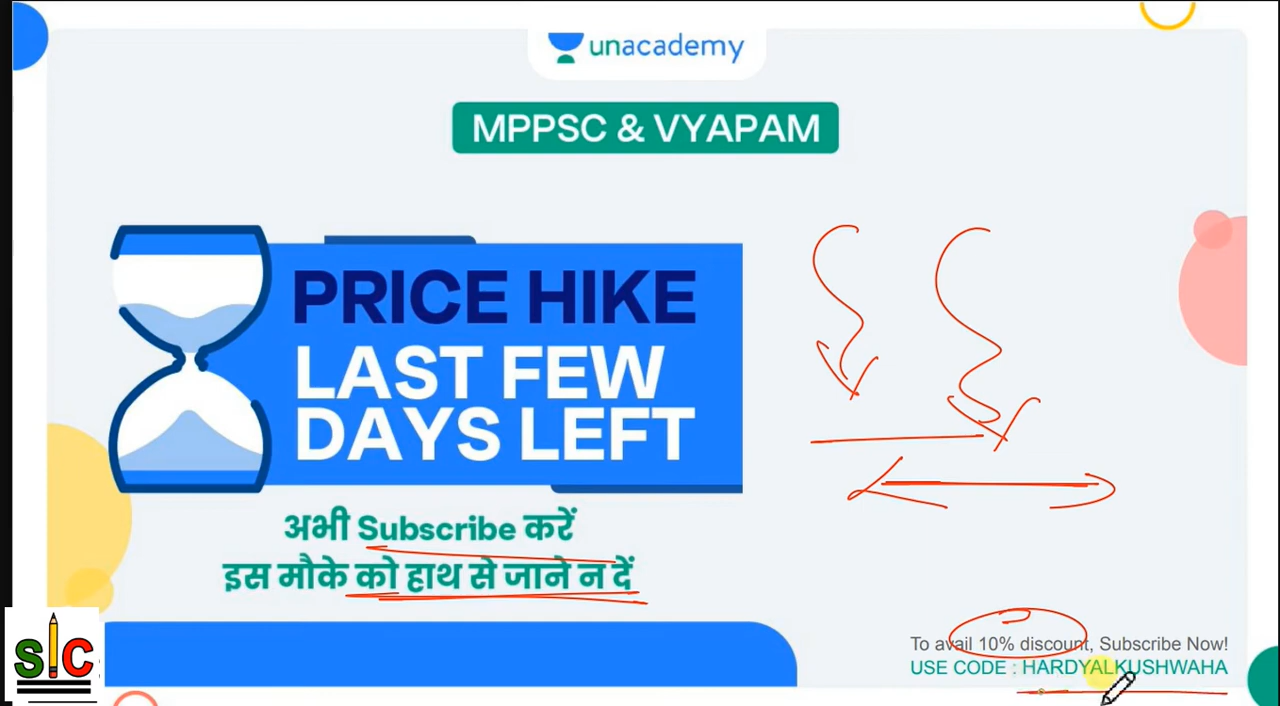 unacademy
MPPSC & VYAPAM
PRICE HIKE
LAST FEW
DAYS LEFT
अभी Subscribe करें
इस मौके को हाथ से जाने न दें
To avail 10% discount, Subscribe Now!
USE CODE : HARDYALKUSHWAHA
SIC